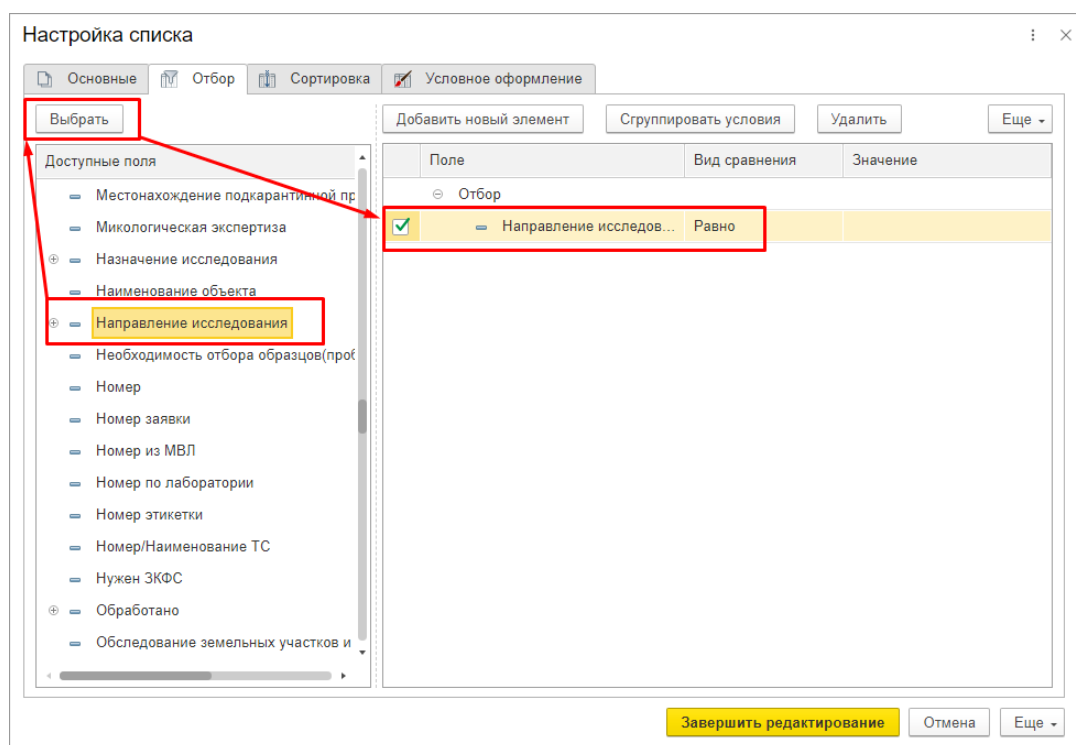 Настройка списка
Основные Отбор Сортировка Условное оформление
Выбрать
Добавить новый элемент Сгруппировать условия Удалить Еще
Доступные поля
Местонахождение подкарантинной пр
Микологическая экспертиза
Назначение исследования
Наименование объекта
Направление исследования
Необходимость отбора образцов(проб
Номер
Номер заявки
Номер из МВЛ
Номер по лаборатории
Номер этикетки
Номер/Наименование ТС
Нужен ЗКФС
Обработано
Обследование земельных участков и
Поле Вид сравнения Значение
Отбор
Направление исследов... Равно
Завершить редактирование Отмена Еще